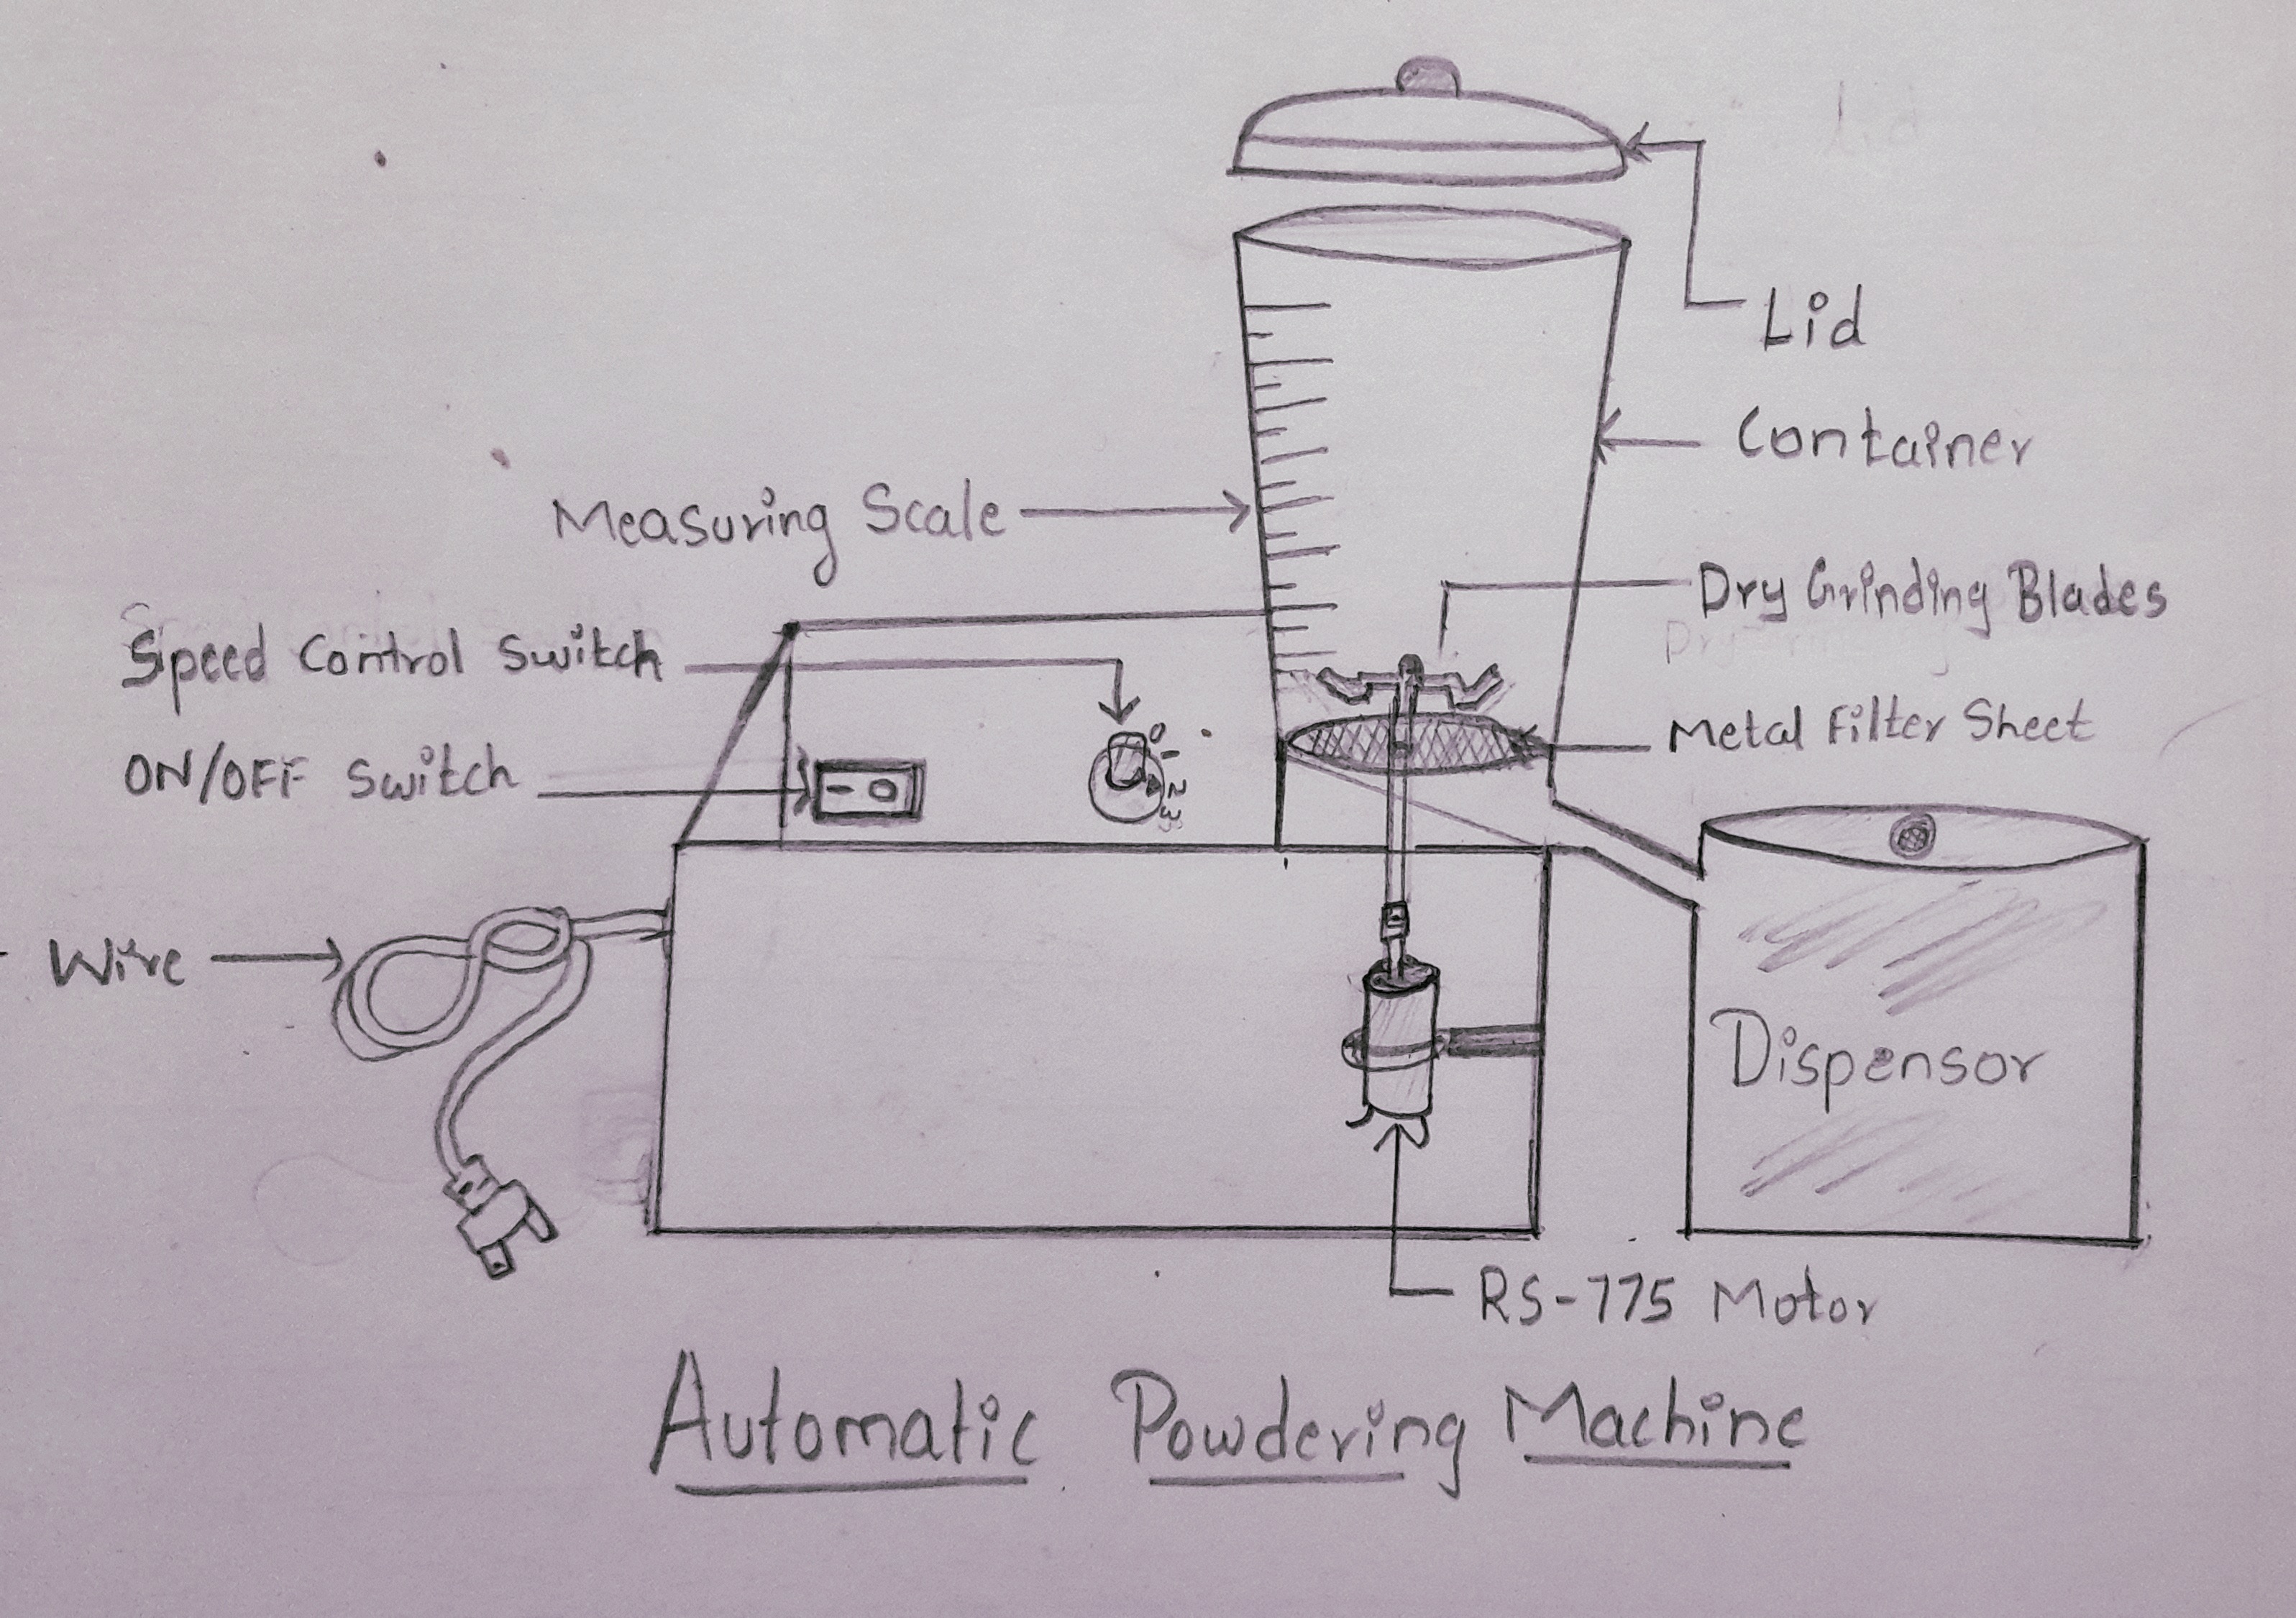 Lid
Container
Measuring Scale
Dry Grinding Blades
Speed Control Switch
Metal Filter Sheet
ON/OFF Switch
0
1
2
3
Wire
Dispensor
RS-775 Motor
Automatic Powdering Machine